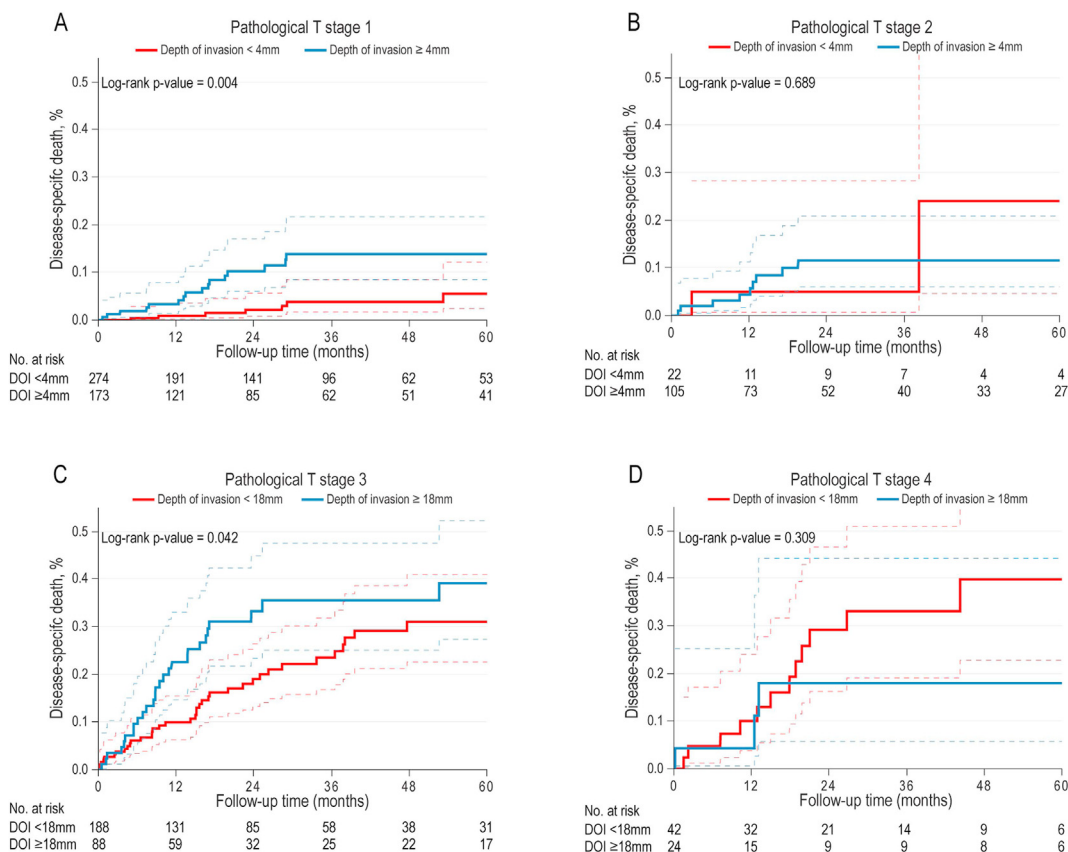 A
Pathological T stage 1
Depth of invasion < 4mm Depth of invasion ≥ 4mm
Log-rank p-value = 0.004
Disease-specifc death, %
0.5
0.4
0.3
0.2
0.1
0.0
0 12 24 36 48 60
Follow-up time (months)
No. at risk
DOI <4mm 274 191 141 96 62 53
DOI ≥4mm 173 121 85 62 51 41
B
Pathological T stage 2
Depth of invasion < 4mm Depth of invasion ≥ 4mm
Log-rank p-value = 0.689
Disease-specifc death, %
0.5
0.4
0.3
0.2
0.1
0.0
0 12 24 36 48 60
Follow-up time (months)
No. at risk
DOI <4mm 22 11 9 7 4 4
DOI ≥4mm 105 73 52 40 33 27
C
Pathological T stage 3
Depth of invasion < 18mm Depth of invasion ≥ 18mm
Log-rank p-value = 0.042
Disease-specifc death, %
0.5
0.4
0.3
0.2
0.1
0.0
0 12 24 36 48 60
Follow-up time (months)
No. at risk
DOI <18mm 188 131 85 58 38 31
DOI ≥18mm 88 59 32 25 22 17
D
Pathological T stage 4
Depth of invasion < 18mm Depth of invasion ≥ 18mm
Log-rank p-value = 0.309
Disease-specifc death, %
0.5
0.4
0.3
0.2
0.1
0.0
0 12 24 36 48 60
Follow-up time (months)
No. at risk
DOI <18mm 42 32 21 14 9 6
DOI ≥18mm 24 15 9 9 8 6